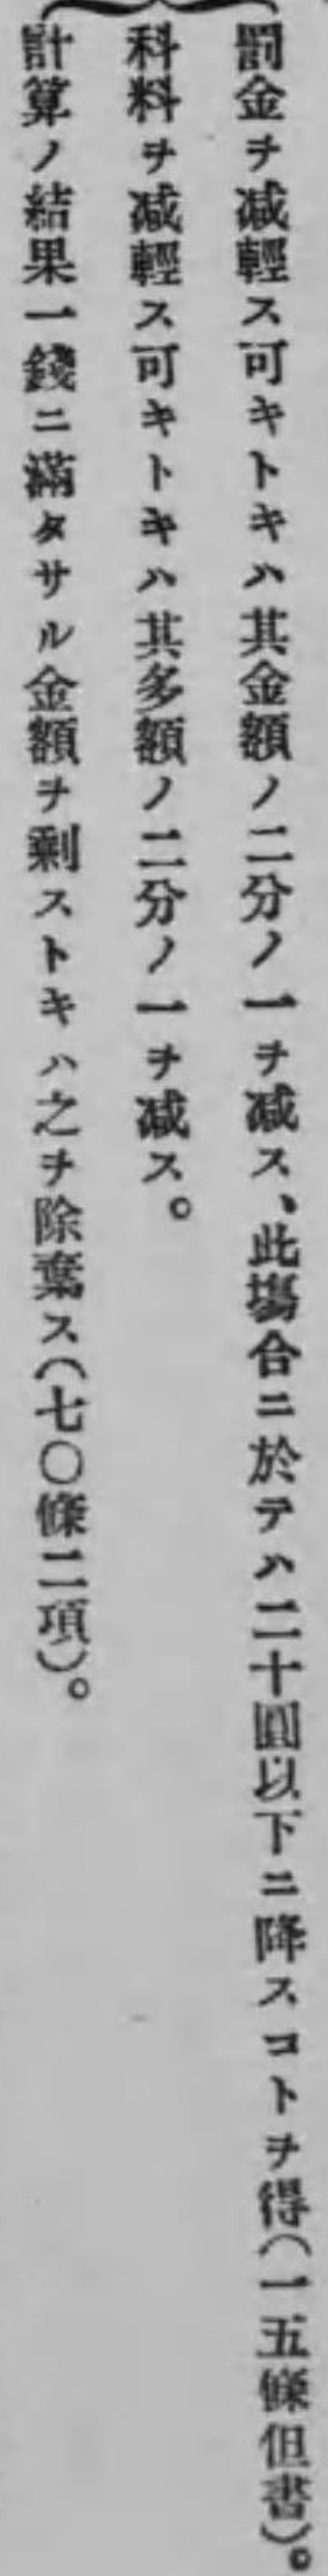 罰金ヲ減輕ス可キトキハ其金額ノ二分ノ一ヲ減ス、此塲合ニ於テハ二十圓以下ニ降スコトヲ得(一五條但書)。
科料ヲ減輕ス可キトキハ其多額ノ二分ノ一ヲ減ス。
計算ノ結果一錢ニ滿タサル金額ヲ剩ストキハ之ヲ除棄ス(七〇條二項)。